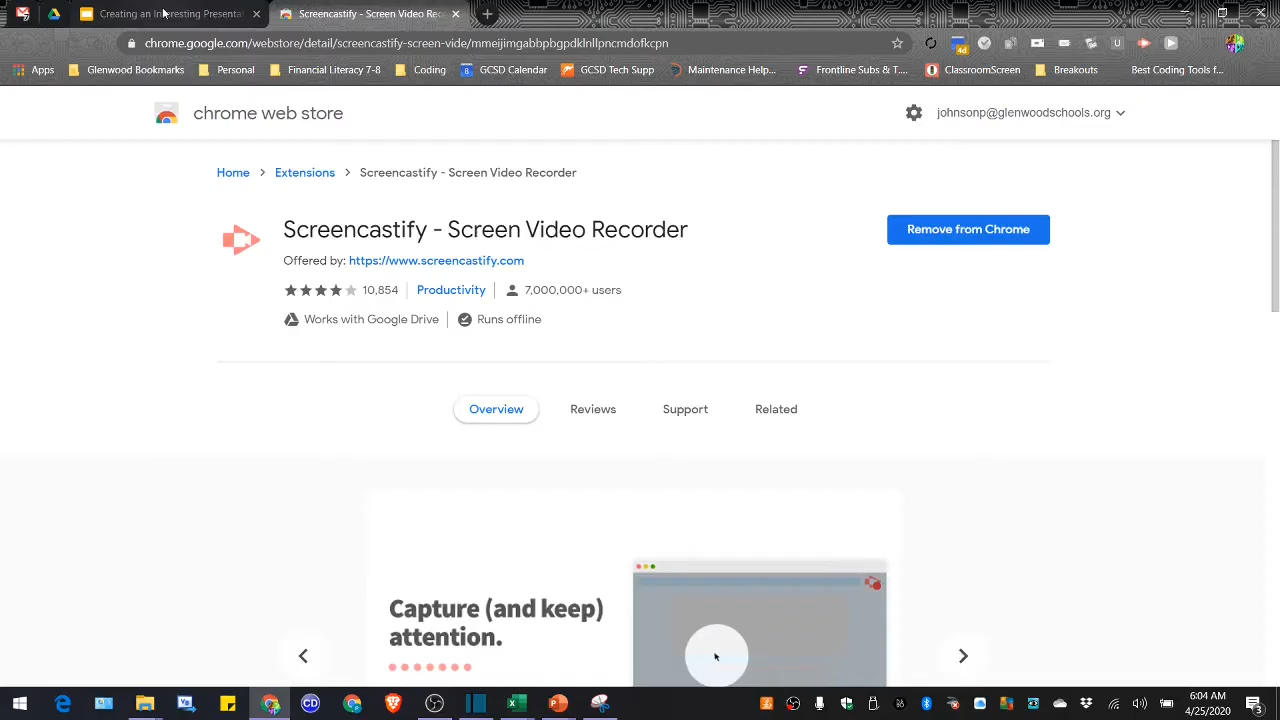 Creating an Interesting Presentat
Screencastify - Screen Video Rec
chrome.google.com/webstore/detail/screencastify-screen-vide/mmeijimgabbpbgpdklnllpncmdofkcpn
Apps
Glenwood Bookmarks
Personal
Financial Literacy 7-8
Coding
GCSD Calendar
GCSD Tech Supp
Maintenance Help...
Frontline Subs & T...
ClassroomScreen
Breakouts
Best Coding Tools f...
chrome web store
johnsonp@glenwoodschools.org
Home > Extensions > Screencastify - Screen Video Recorder
Screencastify - Screen Video Recorder
Remove from Chrome
Offered by: https://www.screencastify.com
10,854
Productivity
7,000,000+ users
Works with Google Drive
Runs offline
Overview
Reviews
Support
Related
Capture (and keep)
attention.
6:04 AM
4/25/2020